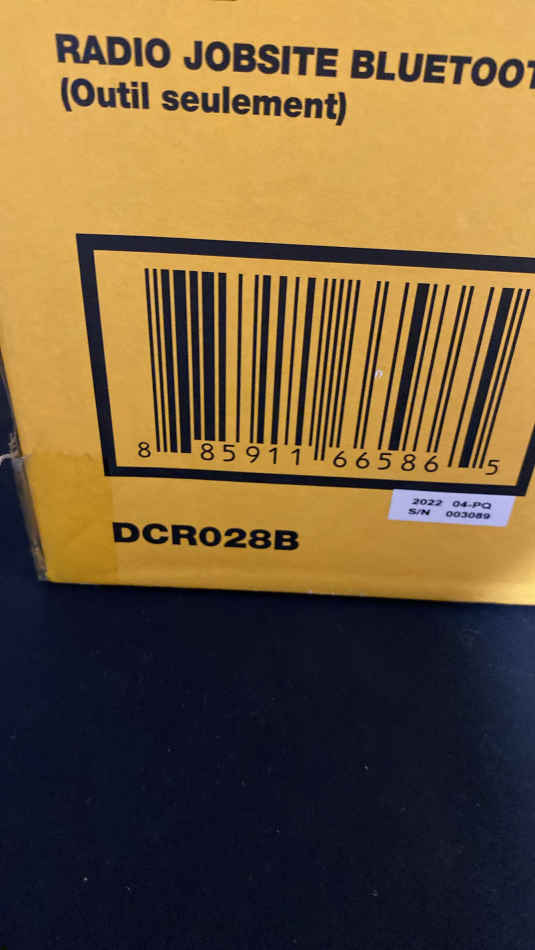 RADIO JOBSITE BLUETOOT
(Outil seulement)
8 85911 66586 5
2022 04-PQ
S/N 003089
DCR028B